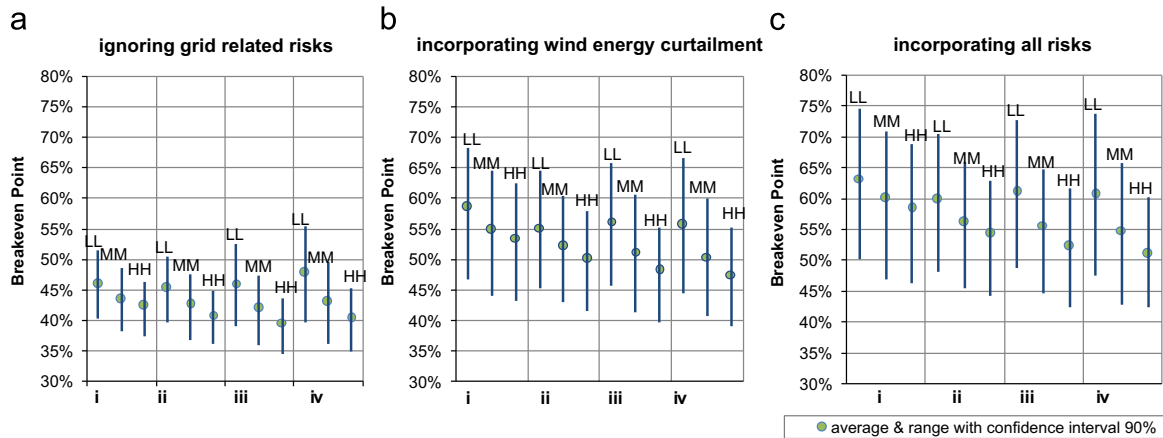 a
ignoring grid related risks
Breakeven Point
80%
75%
70%
65%
60%
55%
50%
45%
40%
35%
30%
LL MM HH LL MM HH LL MM HH LL MM HH
i ii iii iv
b
incorporating wind energy curtailment
Breakeven Point
80%
75%
70%
65%
60%
55%
50%
45%
40%
35%
30%
LL MM HH LL MM HH LL MM HH LL MM HH
i ii iii iv
c
incorporating all risks
Breakeven Point
80%
75%
70%
65%
60%
55%
50%
45%
40%
35%
30%
LL MM HH LL MM HH LL MM HH LL MM HH
i ii iii iv
average & range with confidence interval 90%